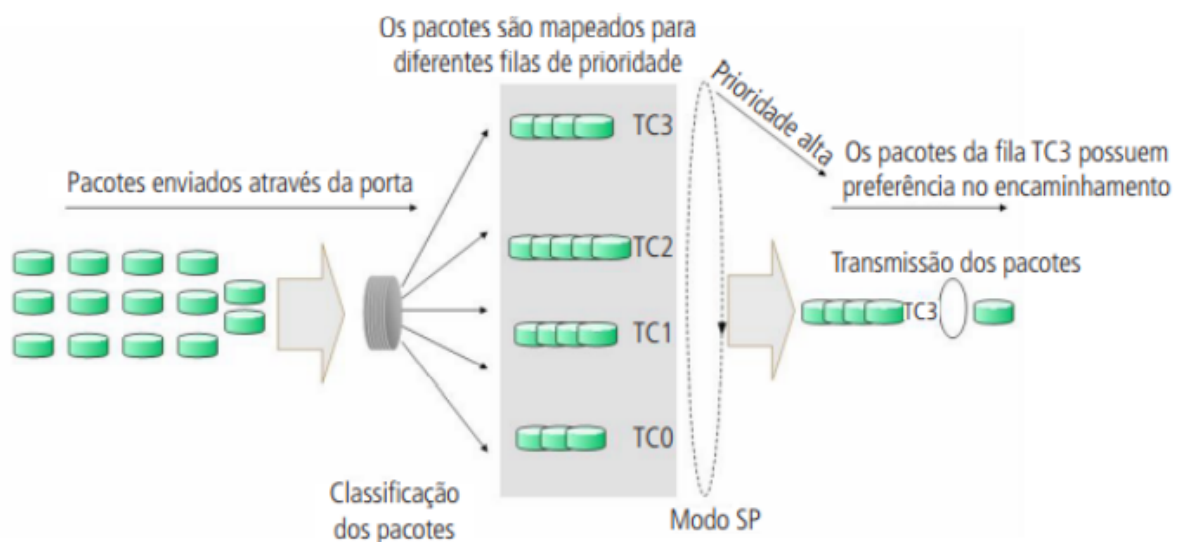 Os pacotes são mapeados para
diferentes filas de prioridade
Prioridade alta
Os pacotes da fila TC3 possuem
preferência no encaminhamento
Pacotes enviados através da porta
TC3
TC2
TC1
TC0
Transmissão dos pacotes
TC3
Classificação
dos pacotes
Modo SP